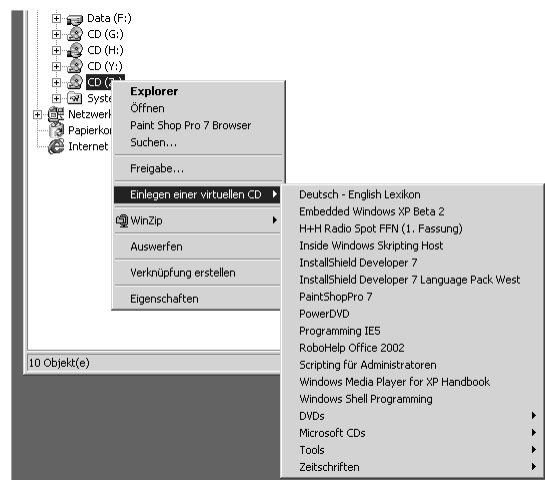 Data (F:)
CD (G:)
CD (H:)
CD (Y:)
CD (Z:)
Syste
Netzwerk
Papierko
Internet
Explorer
Öffnen
Paint Shop Pro 7 Browser
Suchen...
Freigabe...
Einlegen einer virtuellen CD
WinZip
Auswerfen
Verknüpfung erstellen
Eigenschaften
Deutsch - English Lexikon
Embedded Windows XP Beta 2
H+H Radio Spot FFN (1. Fassung)
Inside Windows Skripting Host
InstallShield Developer 7
InstallShield Developer 7 Language Pack West
PaintShopPro 7
PowerDVD
Programming IE5
RoboHelp Office 2002
Scripting für Administratoren
Windows Media Player for XP Handbook
Windows Shell Programming
DVDs
Microsoft CDs
Tools
Zeitschriften
10 Objekt(e)